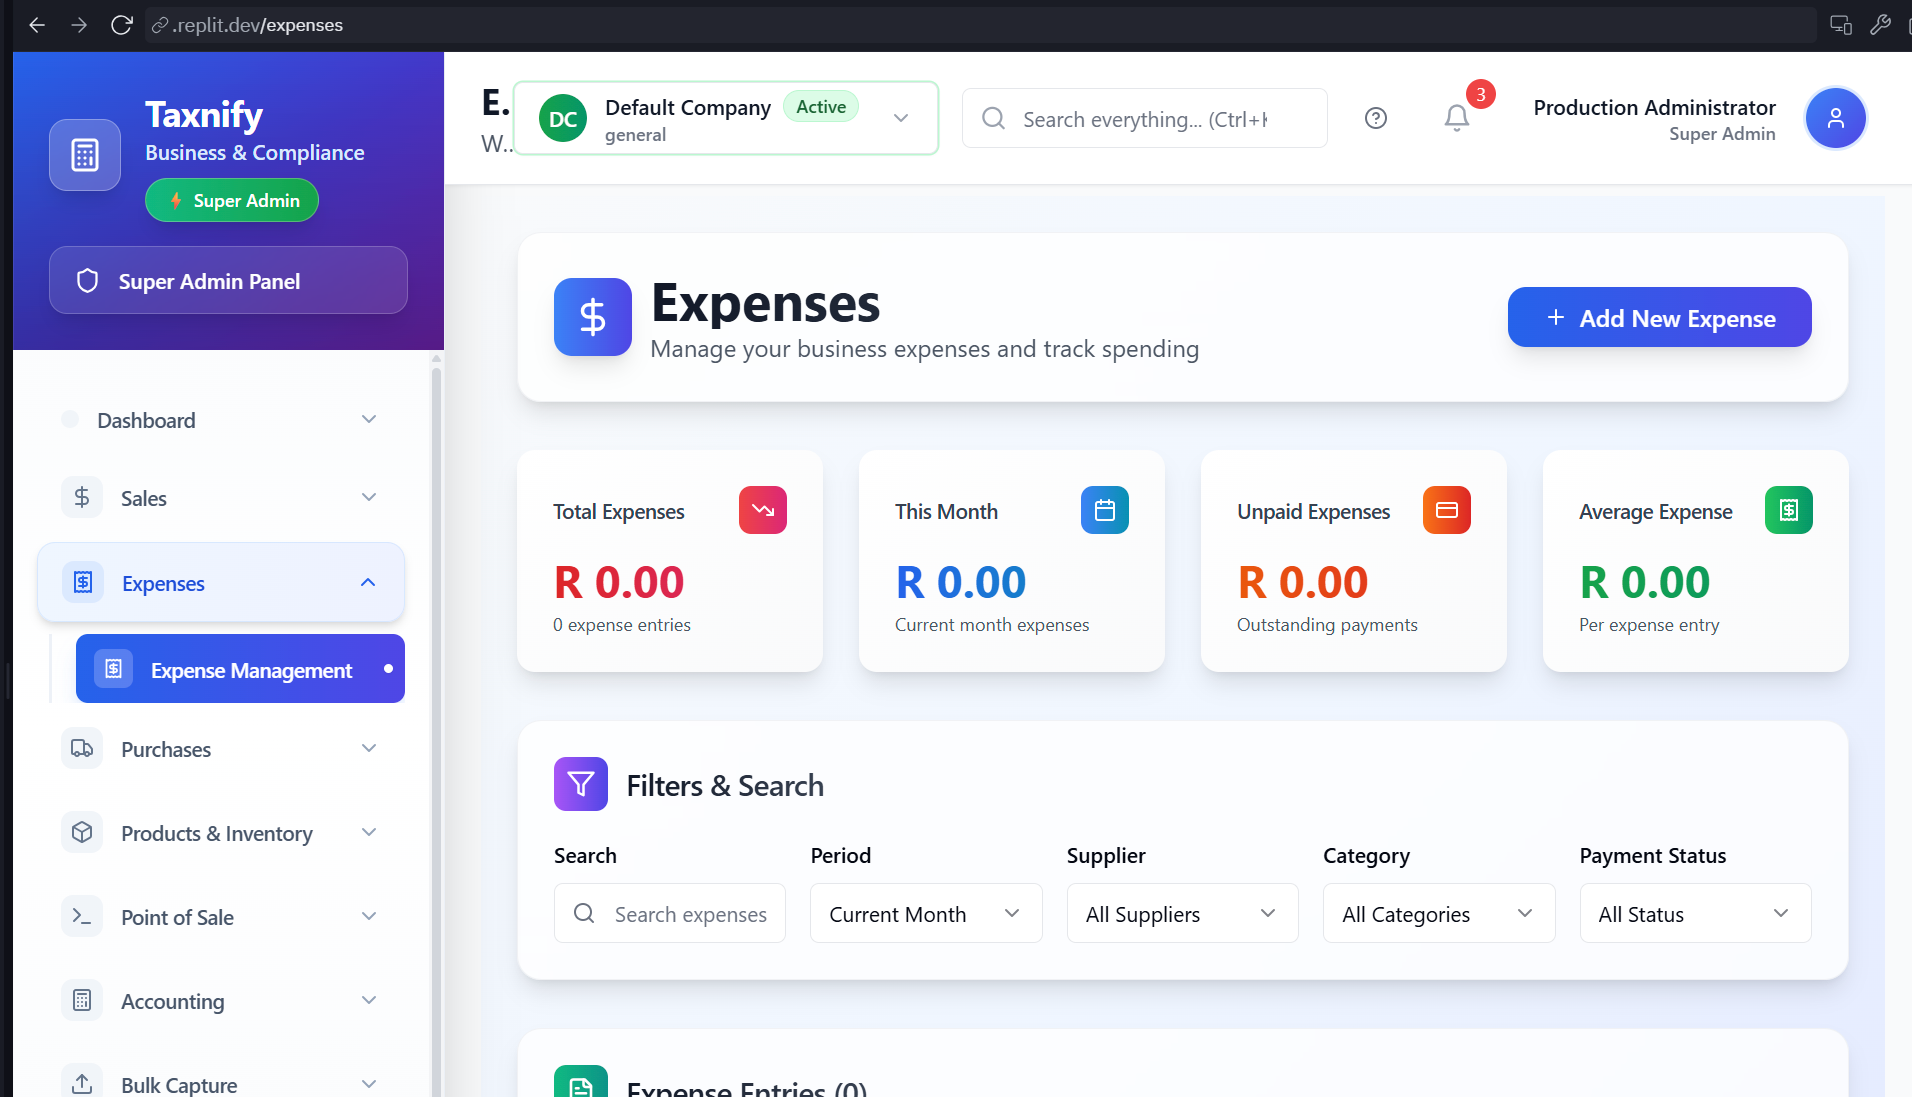 .replit.dev/expenses
Taxnify
Business & Compliance
Super Admin
Super Admin Panel
Dashboard
Sales
Expenses
Expense Management
Purchases
Products & Inventory
Point of Sale
Accounting
Bulk Capture
E.
W..
DC
Default Company
Active
general
Search everything... (Ctrl+K
3
Production Administrator
Super Admin
Expenses
Manage your business expenses and track spending
Add New Expense
Total Expenses
R 0.00
0 expense entries
This Month
R 0.00
Current month expenses
Unpaid Expenses
R 0.00
Outstanding payments
Average Expense
R 0.00
Per expense entry
Filters & Search
Search
Period
Supplier
Category
Payment Status
Search expenses
Current Month
All Suppliers
All Categories
All Status
Expense Entries (0)